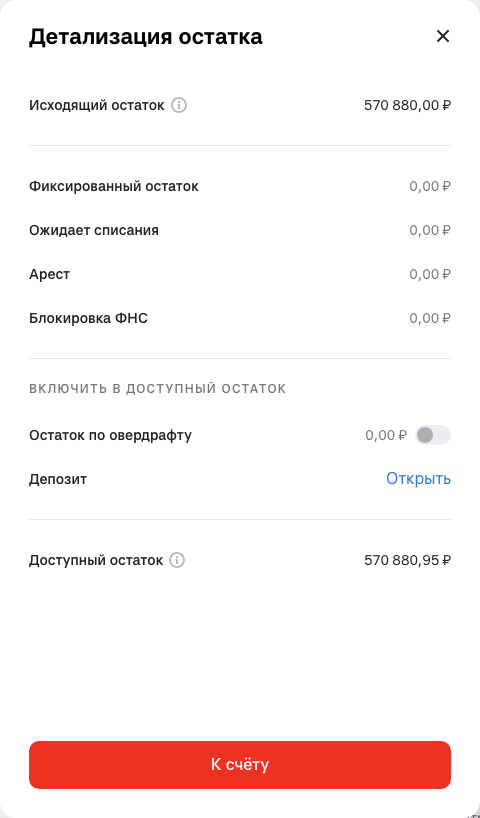 Детализация остатка
Исходящий остаток 570 880,00 ₽
Фиксированный остаток 0,00 ₽
Ожидает списания 0,00 ₽
Арест 0,00 ₽
Блокировка ФНС 0,00 ₽
ВКЛЮЧИТЬ В ДОСТУПНЫЙ ОСТАТОК
Остаток по овердрафту 0,00 ₽
Депозит Открыть
Доступный остаток 570 880,95 ₽
К счёту